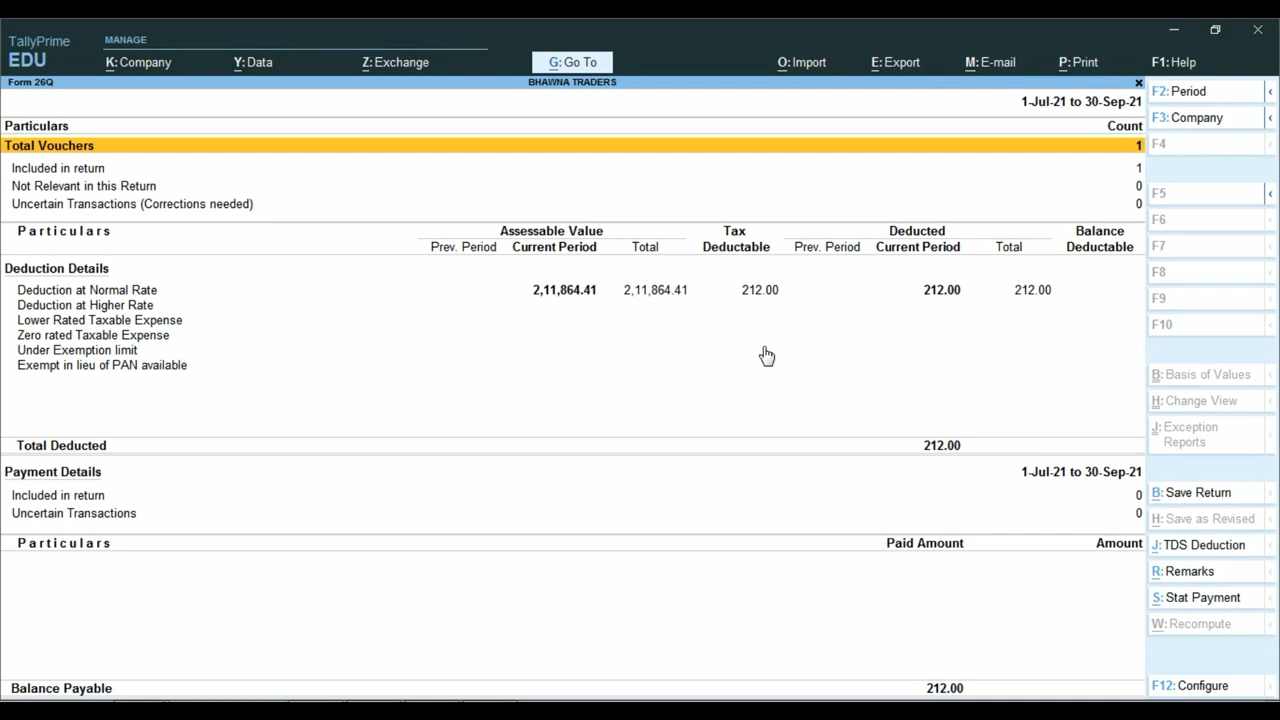 TallyPrime
EDU
MANAGE
K: Company
Y: Data
Z: Exchange
G: Go To
O: Import
E: Export
M: E-mail
P: Print
F1: Help
Form 26Q
BHAWNA TRADERS
1-Jul-21 to 30-Sep-21
Particulars Count
Total Vouchers 1
Included in return 1
Not Relevant in this Return 0
Uncertain Transactions (Corrections needed) 0
Particulars Assessable Value Tax Deducted Balance
Prev. Period Current Period Total Deductable Prev. Period Current Period Total Deductable
Deduction Details
Deduction at Normal Rate 2,11,864.41 2,11,864.41 212.00 212.00 212.00
Deduction at Higher Rate
Lower Rated Taxable Expense
Zero rated Taxable Expense
Under Exemption limit
Exempt in lieu of PAN available
Total Deducted 212.00
Payment Details 1-Jul-21 to 30-Sep-21
Included in return 0
Uncertain Transactions 0
Particulars Paid Amount Amount
Balance Payable 212.00
F2: Period
F3: Company
F4
F5
F6
F7
F8
F9
F10
B: Basis of Values
H: Change View
J: Exception
Reports
B: Save Return
H: Save as Revised
J: TDS Deduction
R: Remarks
S: Stat Payment
W: Recompute
F12: Configure